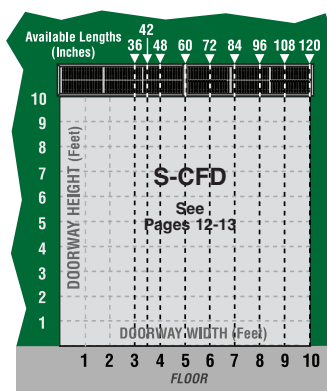 42
Available Lengths 36 48 60 72 84 96 108 120
(Inches)
10
9
8
7
6
5
4
3
2
1
DOORWAY HEIGHT (Feet)
S-CFD
See
Pages 12-13
DOORWAY WIDTH (Feet)
1 2 3 4 5 6 7 8 9 10
FLOOR